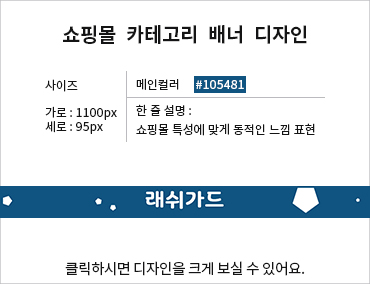 쇼핑몰 카테고리 배너 디자인
사이즈
가로 : 1100px
세로 : 95px
메인컬러 #105481
한 줄 설명 :
쇼핑몰 특성에 맞게 동적인 느낌 표현
래쉬가드
클릭하시면 디자인을 크게 보실 수 있어요.